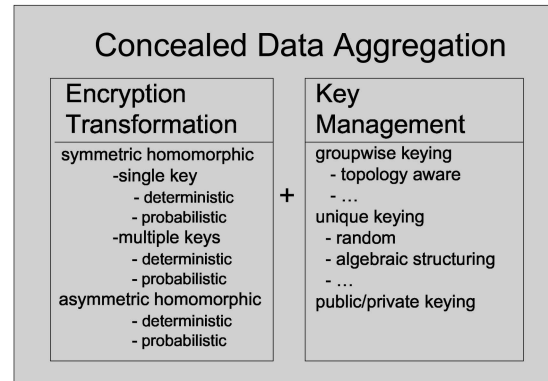 Concealed Data Aggregation
Encryption
Transformation
symmetric homomorphic
-single key
- deterministic
- probabilistic
-multiple keys
- deterministic
- probabilistic
asymmetric homomorphic
- deterministic
- probabilistic
+
Key
Management
groupwise keying
- topology aware
- ...
unique keying
- random
- algebraic structuring
- ...
public/private keying